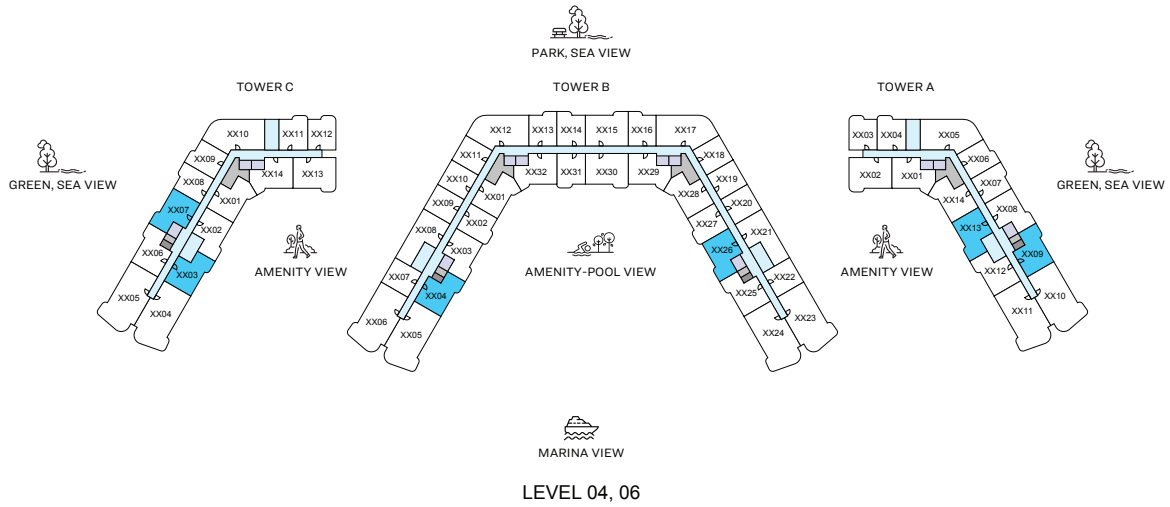 PARK, SEA VIEW
TOWER C
TOWER B
TOWER A
GREEN, SEA VIEW
GREEN, SEA VIEW
XX10
XX11
XX12
XX09
XX08
XX07
XX06
XX05
XX04
XX03
XX02
XX01
XX14
XX13
AMENITY VIEW
XX12
XX13
XX14
XX15
XX16
XX17
XX11
XX10
XX09
XX08
XX07
XX06
XX05
XX04
XX03
XX02
XX01
XX32
XX31
XX30
XX29
XX28
XX18
XX19
XX20
XX21
XX22
XX23
XX24
XX25
XX26
XX27
AMENITY-POOL VIEW
XX03
XX04
XX05
XX02
XX01
XX06
XX07
XX08
XX09
XX10
XX11
XX12
XX13
XX14
AMENITY VIEW
MARINA VIEW
LEVEL 04, 06